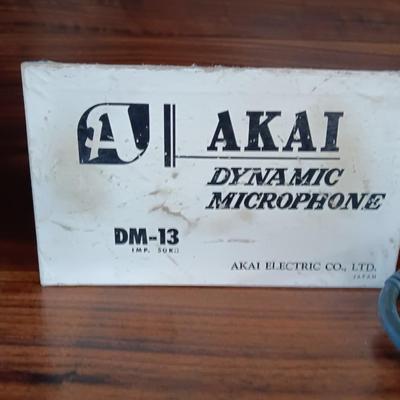 A
AKAI
DYNAMIC
MICROPHONE
DM-13
IMP. 50KΩ
AKAI ELECTRIC CO., LTD.
JAPAN